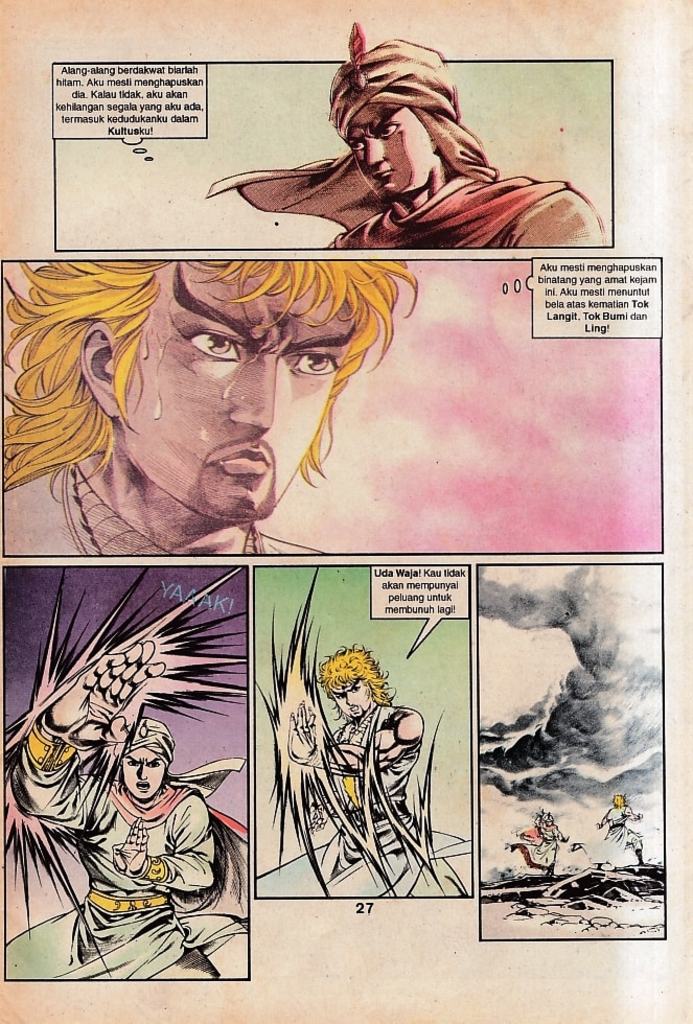 Alang-alang berdakwat biarlah
hitam. Aku mesti menghapuskan
dia. Kalau tidak, aku akan
kehilangan segala yang aku ada,
termasuk kedudukanku dalam
Kultusku!
Aku mesti menghapuskan
binatang yang amat kejam
ini. Aku mesti menuntut
bela atas kematian Tok
Langit, Tok Bumi dan
Ling!
YAAAK!
Uda Waja! Kau tidak
akan mempunyai
peluang untuk
membunuh lagi!
27